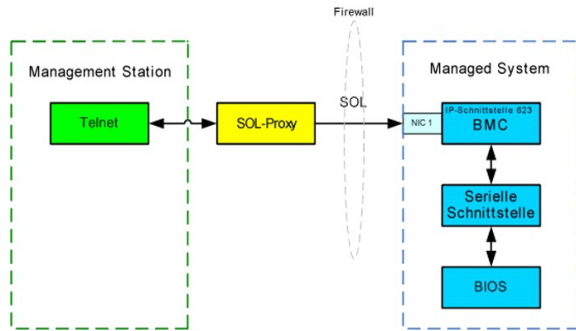 Firewall
Management Station
Managed System
Telnet
SOL-Proxy
SOL
NIC 1
IP-Schnittstelle 623
BMC
Serielle
Schnittstelle
BIOS